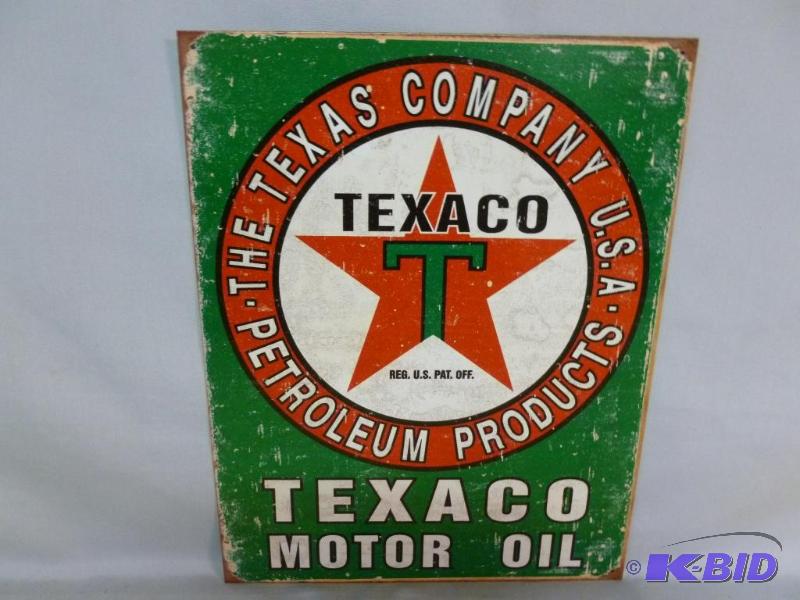 ·THE TEXAS COMPANY U.S.A·
PETROLEUM PRODUCTS
TEXACO
T
REG. U.S. PAT. OFF.
TEXACO
MOTOR OIL
© K-BID